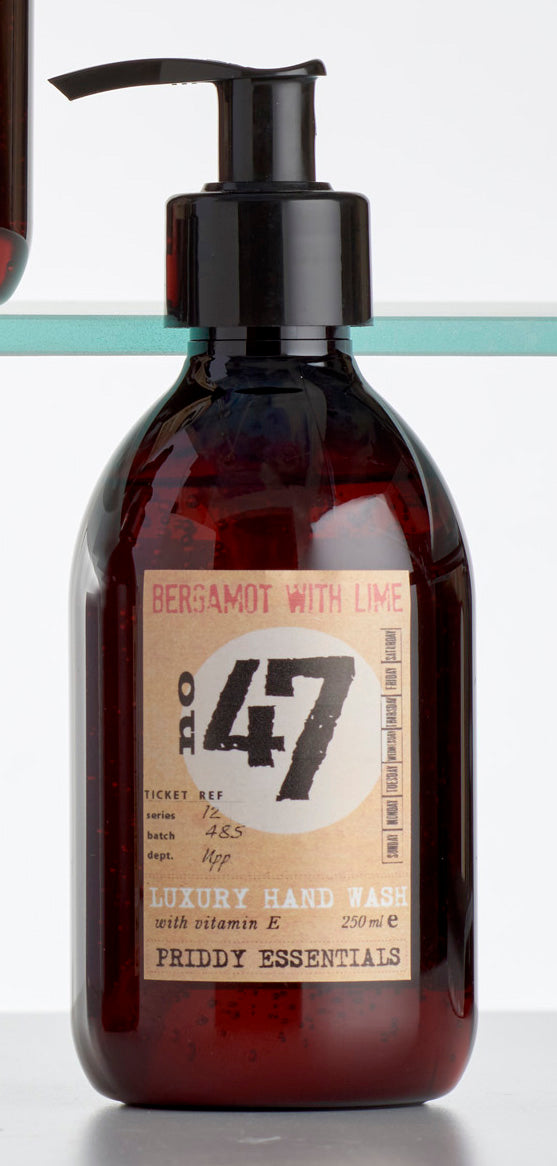 BERGAMOT WITH LIME
no 47
SUNDAY MONDAY TUESDAY WEDNESDAY THURSDAY FRIDAY SATURDAY
TICKET REF
series 12
batch 485
dept. Upp
LUXURY HAND WASH
with vitamin E 250 ml e
PRIDDY ESSENTIALS